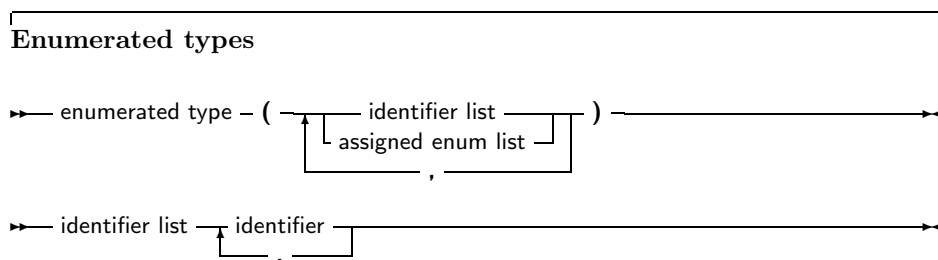 Enumerated types
enumerated type ( identifier list )
assigned enum list
,
identifier list identifier
,